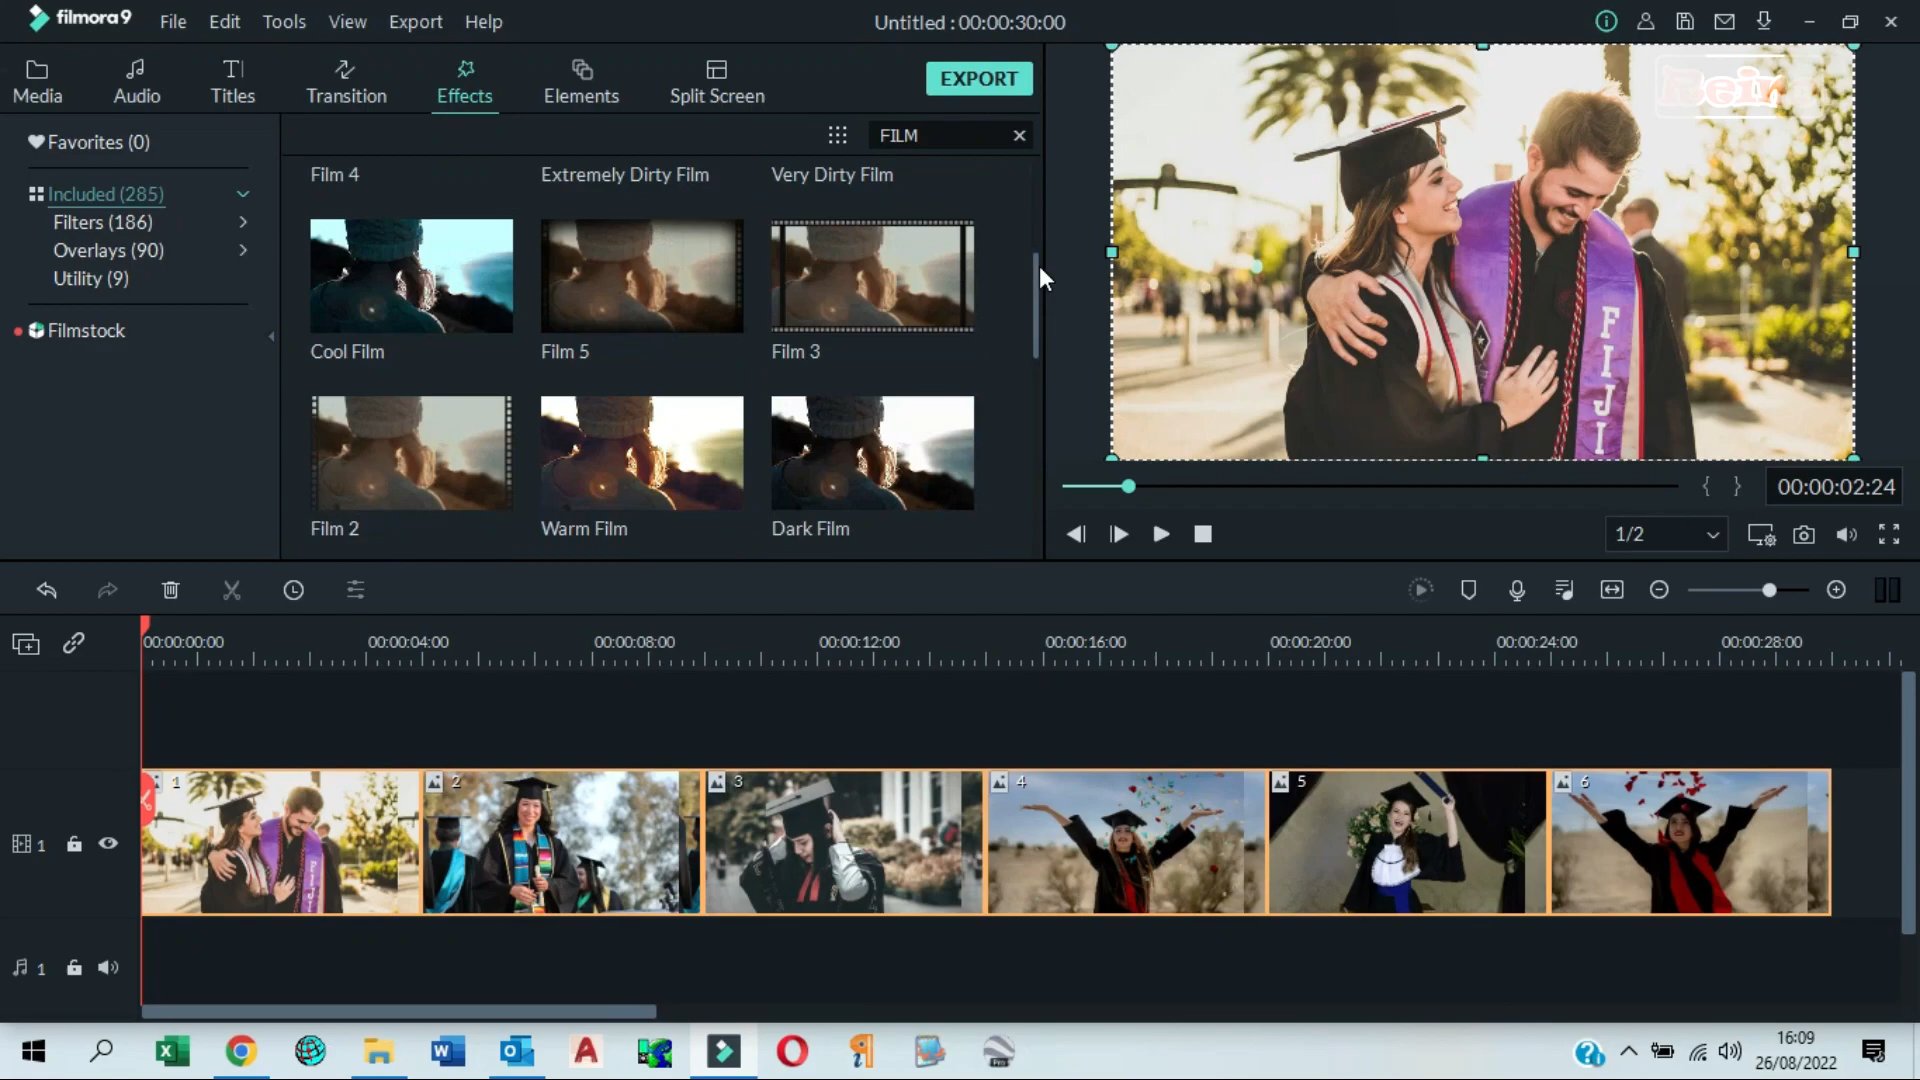 filmora9
File Edit Tools View Export Help
Untitled : 00:00:30:00
Media Audio Titles Transition Effects Elements Split Screen
EXPORT
Favorites (0)
Included (285)
Filters (186)
Overlays (90)
Utility (9)
Filmstock
FILM
Film 4 Extremely Dirty Film Very Dirty Film
Cool Film Film 5 Film 3
Film 2 Warm Film Dark Film
FIJI
{ } 00:00:02:24
1/2
00:00:00:00 00:00:04:00 00:00:08:00 00:00:12:00 00:00:16:00 00:00:20:00 00:00:24:00 00:00:28:00
1 2 3 4 5 6
1
1
16:09
26/08/2022